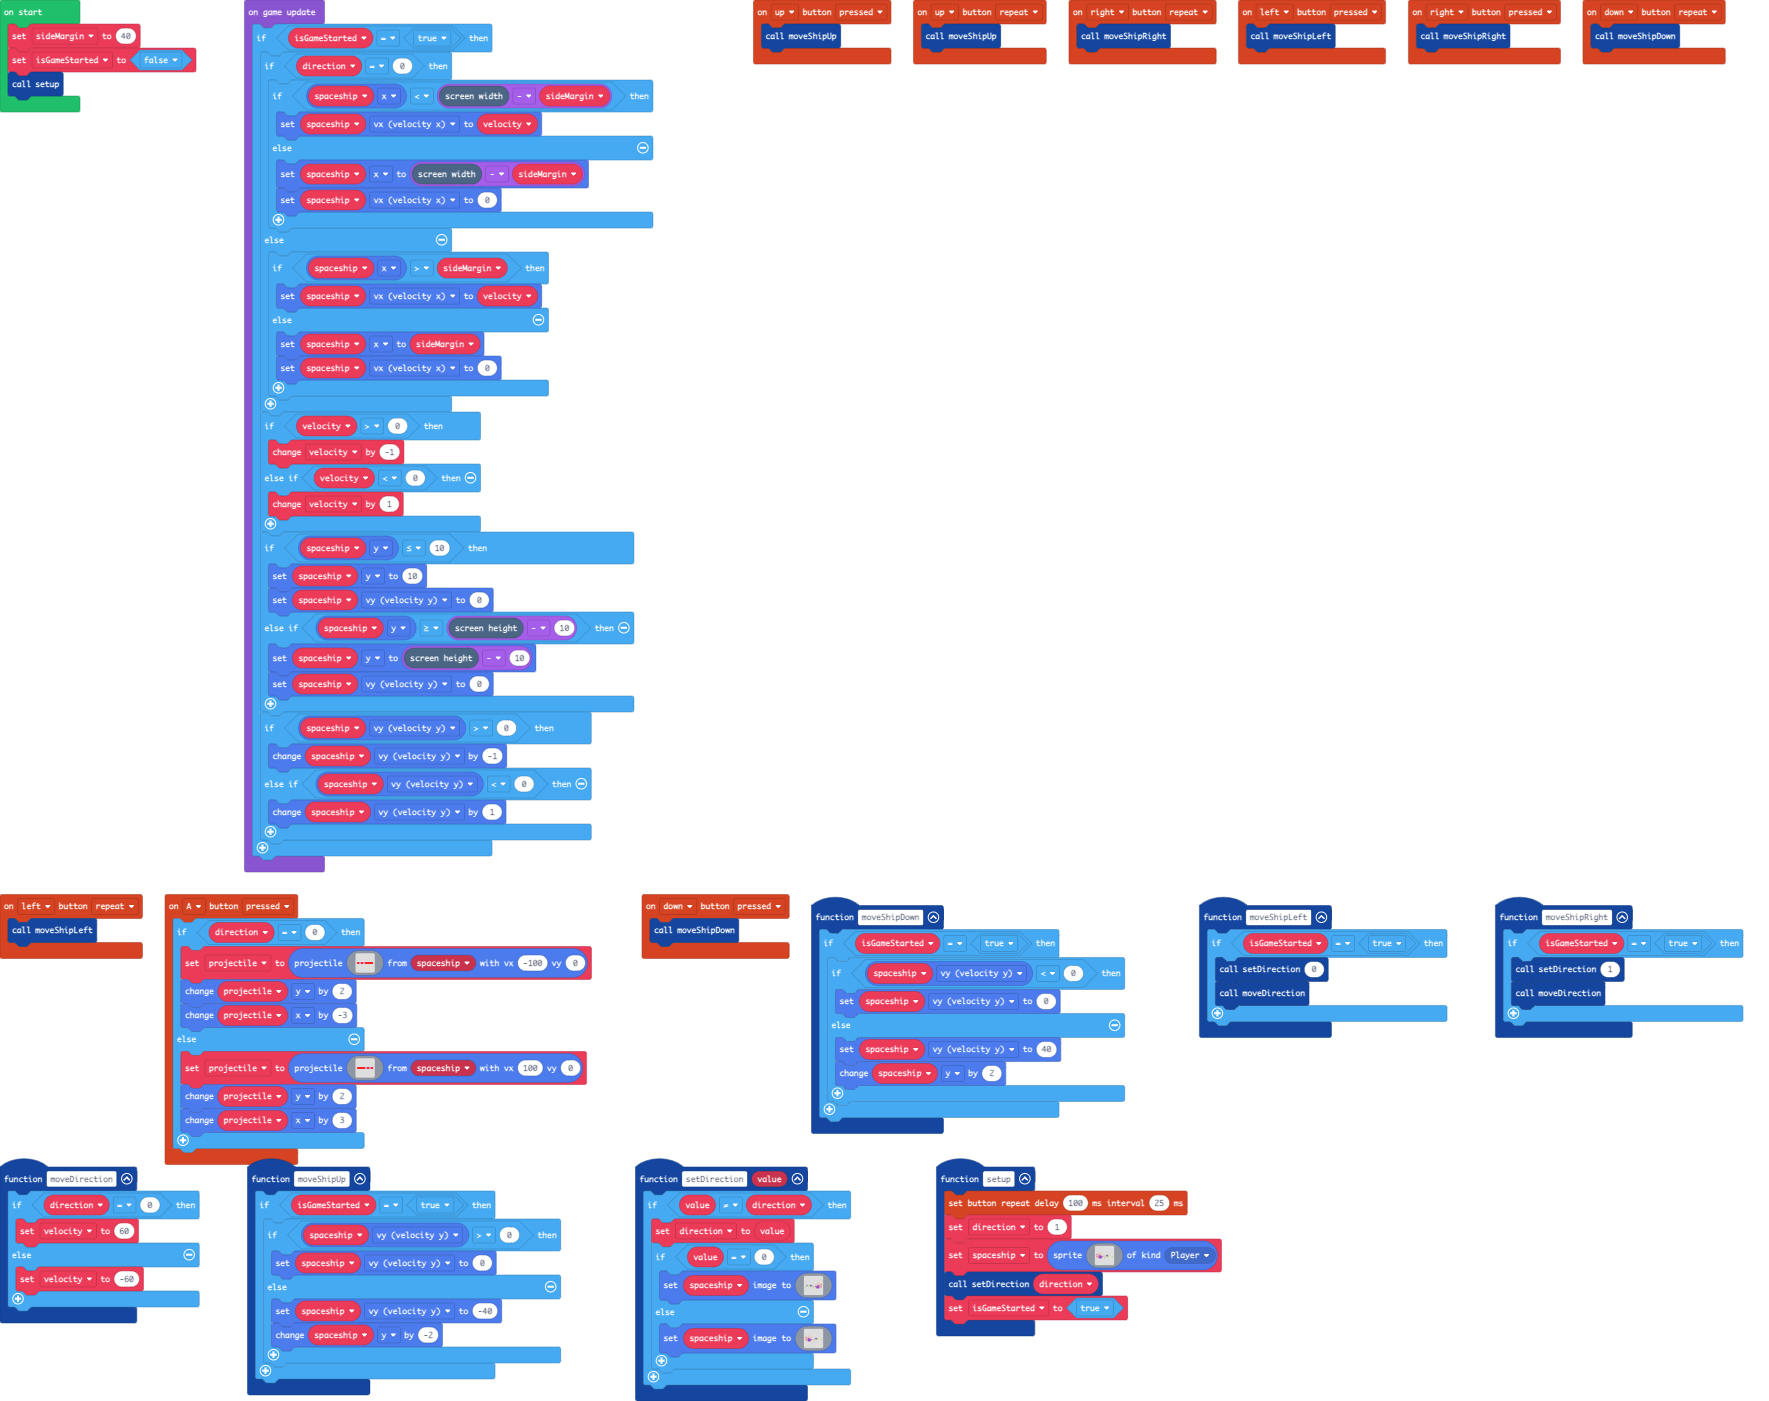 on start
set sideMargin to 40
set isGameStarted to false
call setup
on game update
if isGameStarted = true then
if direction = 0 then
if spaceship x < screen width - sideMargin then
set spaceship vx (velocity x) to velocity
else
set spaceship x to screen width - sideMargin
set spaceship vx (velocity x) to 0
else
if spaceship x > sideMargin then
set spaceship vx (velocity x) to velocity
else
set spaceship x to sideMargin
set spaceship vx (velocity x) to 0
if velocity > 0 then
change velocity by -1
else if velocity < 0 then
change velocity by 1
if spaceship y ≤ 10 then
set spaceship y to 10
set spaceship vy (velocity y) to 0
else if spaceship y ≥ screen height - 10 then
set spaceship y to screen height - 10
set spaceship vy (velocity y) to 0
if spaceship vy (velocity y) > 0 then
change spaceship vy (velocity y) by -1
else if spaceship vy (velocity y) < 0 then
change spaceship vy (velocity y) by 1
on up button pressed
call moveShipUp
on up button repeat
call moveShipUp
on right button repeat
call moveShipRight
on left button pressed
call moveShipLeft
on right button pressed
call moveShipRight
on down button repeat
call moveShipDown
on left button repeat
call moveShipLeft
on A button pressed
if direction = 0 then
set projectile to projectile from spaceship with vx -100 vy 0
change projectile y by 2
change projectile x by -3
else
set projectile to projectile from spaceship with vx 100 vy 0
change projectile y by 2
change projectile x by 3
on down button pressed
call moveShipDown
function moveShipDown
if isGameStarted = true then
if spaceship vy (velocity y) < 0 then
set spaceship vy (velocity y) to 0
else
set spaceship vy (velocity y) to 40
change spaceship y by 2
function moveShipLeft
if isGameStarted = true then
call setDirection 0
call moveDirection
function moveShipRight
if isGameStarted = true then
call setDirection 1
call moveDirection
function moveDirection
if direction = 0 then
set velocity to 60
else
set velocity to -60
function moveShipUp
if isGameStarted = true then
if spaceship vy (velocity y) > 0 then
set spaceship vy (velocity y) to 0
else
set spaceship vy (velocity y) to -40
change spaceship y by -2
function setDirection value
if value ≠ direction then
set direction to value
if value = 0 then
set spaceship image to
else
set spaceship image to
function setup
set button repeat delay 100 ms interval 25 ms
set direction to 1
set spaceship to sprite of kind Player
call setDirection direction
set isGameStarted to true